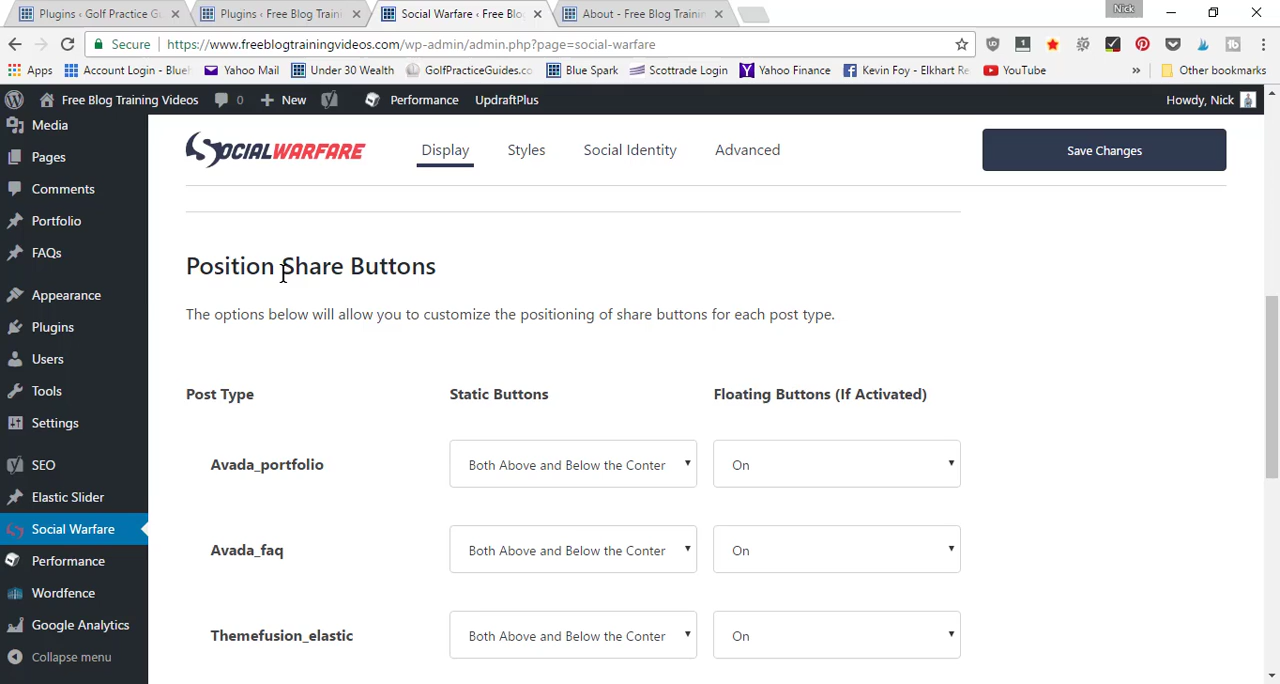 Plugins ‹ Golf Practice G
Plugins ‹ Free Blog Train
Social Warfare ‹ Free Blo
About - Free Blog Trainin
Nick
Secure
https://www.freeblogtrainingvideos.com/wp-admin/admin.php?page=social-warfare
Apps
Account Login - Blueh
Yahoo Mail
Under 30 Wealth
GolfPracticeGuides.co
Blue Spark
Scottrade Login
Yahoo Finance
Kevin Foy - Elkhart Re
YouTube
»
Other bookmarks
Free Blog Training Videos
0
+ New
Performance
UpdraftPlus
Howdy, Nick
Media
Pages
Comments
Portfolio
FAQs
Appearance
Plugins
Users
Tools
Settings
SEO
Elastic Slider
Social Warfare
Performance
Wordfence
Google Analytics
Collapse menu
SOCIALWARFARE
Display
Styles
Social Identity
Advanced
Save Changes
Position Share Buttons
The options below will allow you to customize the positioning of share buttons for each post type.
Post Type
Static Buttons
Floating Buttons (If Activated)
Avada_portfolio
Both Above and Below the Conter
On
Avada_faq
Both Above and Below the Conter
On
Themefusion_elastic
Both Above and Below the Conter
On